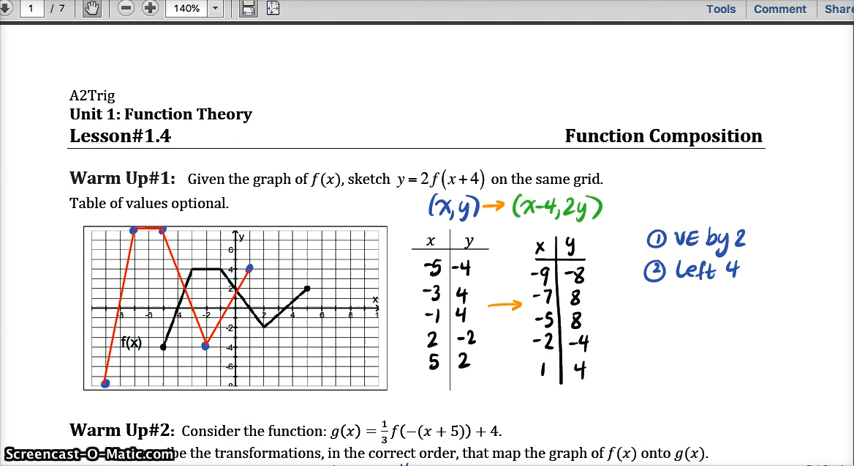 1 / 7 140% Tools Comment Share
A2Trig
Unit 1: Function Theory
Lesson#1.4 Function Composition
Warm Up#1: Given the graph of f(x), sketch y = 2f(x+4) on the same grid.
Table of values optional.
(x,y) → (x-4, 2y)
x y
-5 -4
-3 4
-1 4
2 -2
5 2
→
x y
-9 -8
-7 8
-5 8
-2 -4
1 4
① VE by 2
② Left 4
y
x
f(x)
Warm Up#2: Consider the function: g(x) = 1/3 f(-(x + 5)) + 4.
be the transformations, in the correct order, that map the graph of f(x) onto g(x).
Screencast-O-Matic.com